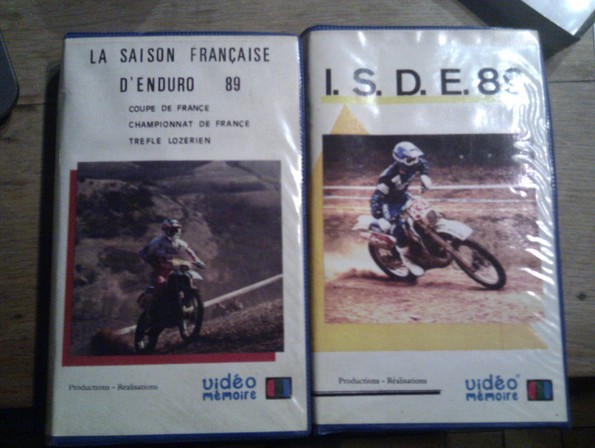 LA SAISON FRANÇAISE
D'ENDURO 89
COUPE DE FRANCE
CHAMPIONNAT DE FRANCE
TREFLE LOZERIEN
Productions – Réalisations
vidéo
mémoire
I. S. D. E. 89
Productions – Réalisations
vidéo
mémoire